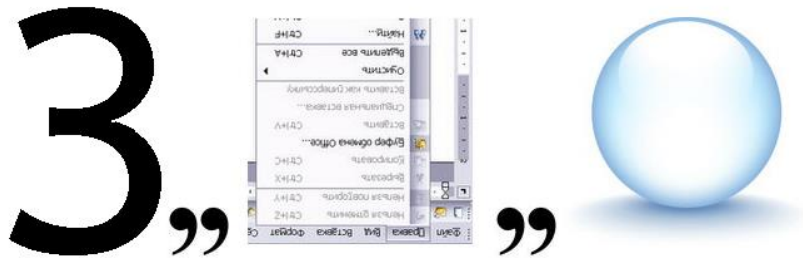 3
,,
Файл Правка Вид Вставка Формат
Нельзя отменить Ctrl+Z
Нельзя повторить Ctrl+Y
Вырезать Ctrl+X
Копировать Ctrl+C
Буфер обмена Office...
Вставить Ctrl+V
Специальная вставка...
Вставить как гиперссылку
Очистить
Выделить все Ctrl+A
Найти... Ctrl+F
,,